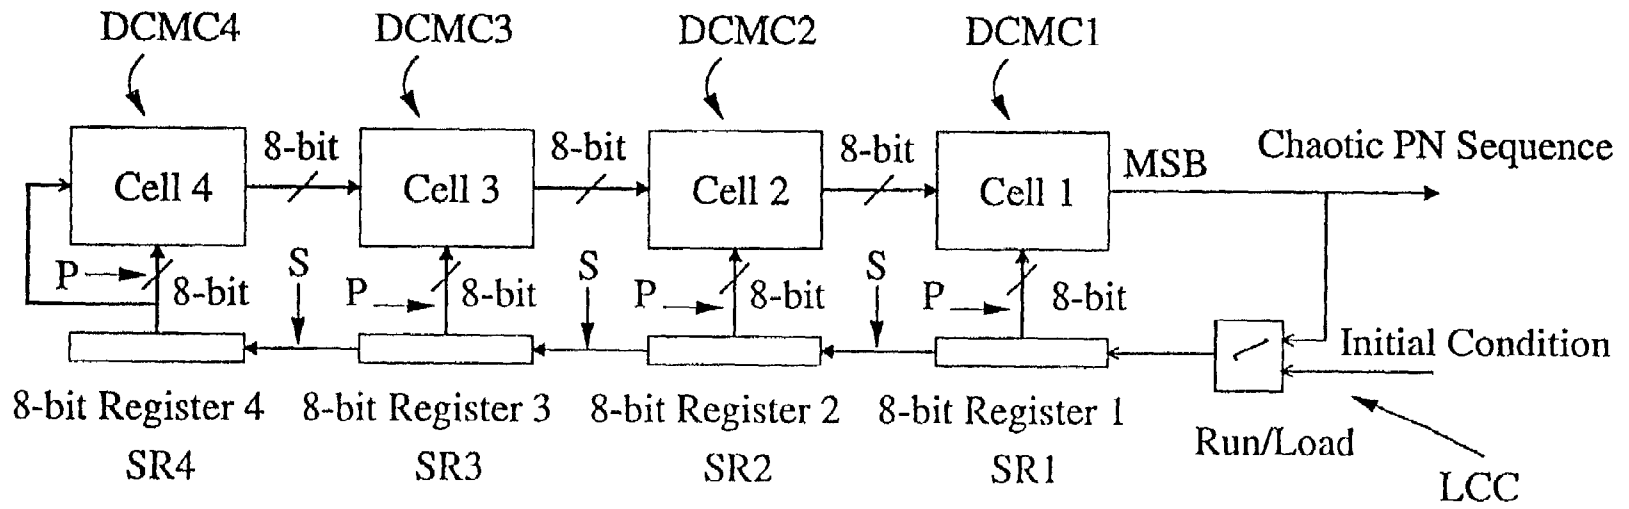 DCMC4 DCMC3 DCMC2 DCMC1
8-bit 8-bit 8-bit MSB Chaotic PN Sequence
Cell 4 Cell 3 Cell 2 Cell 1
S S S
P 8-bit P 8-bit P 8-bit P 8-bit
Initial Condition
8-bit Register 4 8-bit Register 3 8-bit Register 2 8-bit Register 1
Run/Load
SR4 SR3 SR2 SR1
LCC